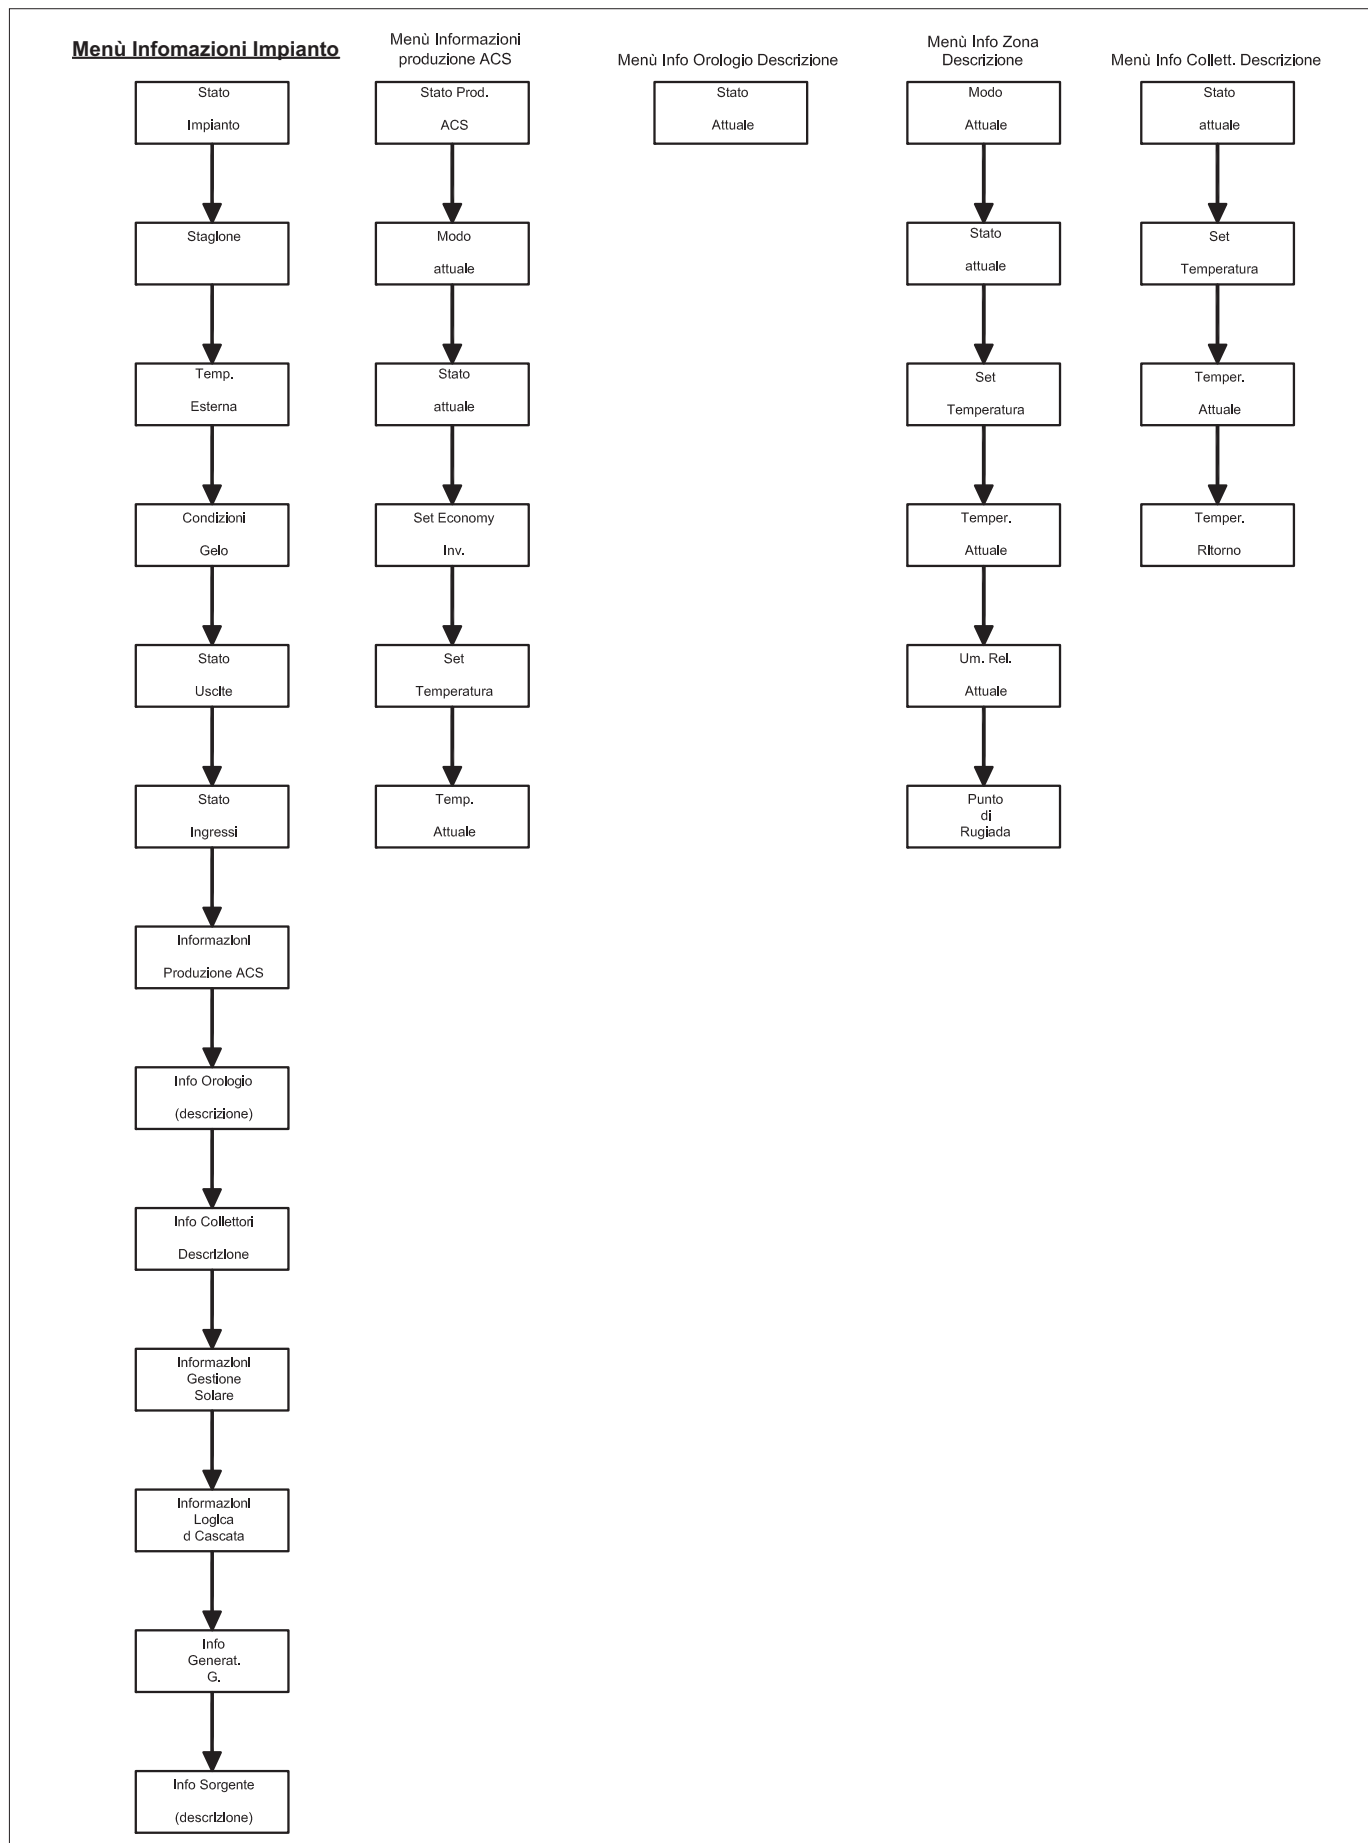 Menù Infomazioni Impianto
Stato
Impianto
Stagione
Temp.
Esterna
Condizioni
Gelo
Stato
Uscite
Stato
Ingressi
Informazioni
Produzione ACS
Info Orologio
(descrizione)
Info Collettori
Descrizione
Informazioni
Gestione
Solare
Informazioni
Logica
d Cascata
Info
Generat.
G.
Info Sorgente
(descrizione)
Menù Informazioni
produzione ACS
Stato Prod.
ACS
Modo
attuale
Stato
attuale
Set Economy
Inv.
Set
Temperatura
Temp.
Attuale
Menù Info Orologio Descrizione
Stato
Attuale
Menù Info Zona
Descrizione
Modo
Attuale
Stato
attuale
Set
Temperatura
Temper.
Attuale
Um. Rel.
Attuale
Punto
di
Rugiada
Menù Info Collett. Descrizione
Stato
attuale
Set
Temperatura
Temper.
Attuale
Temper.
RItorno